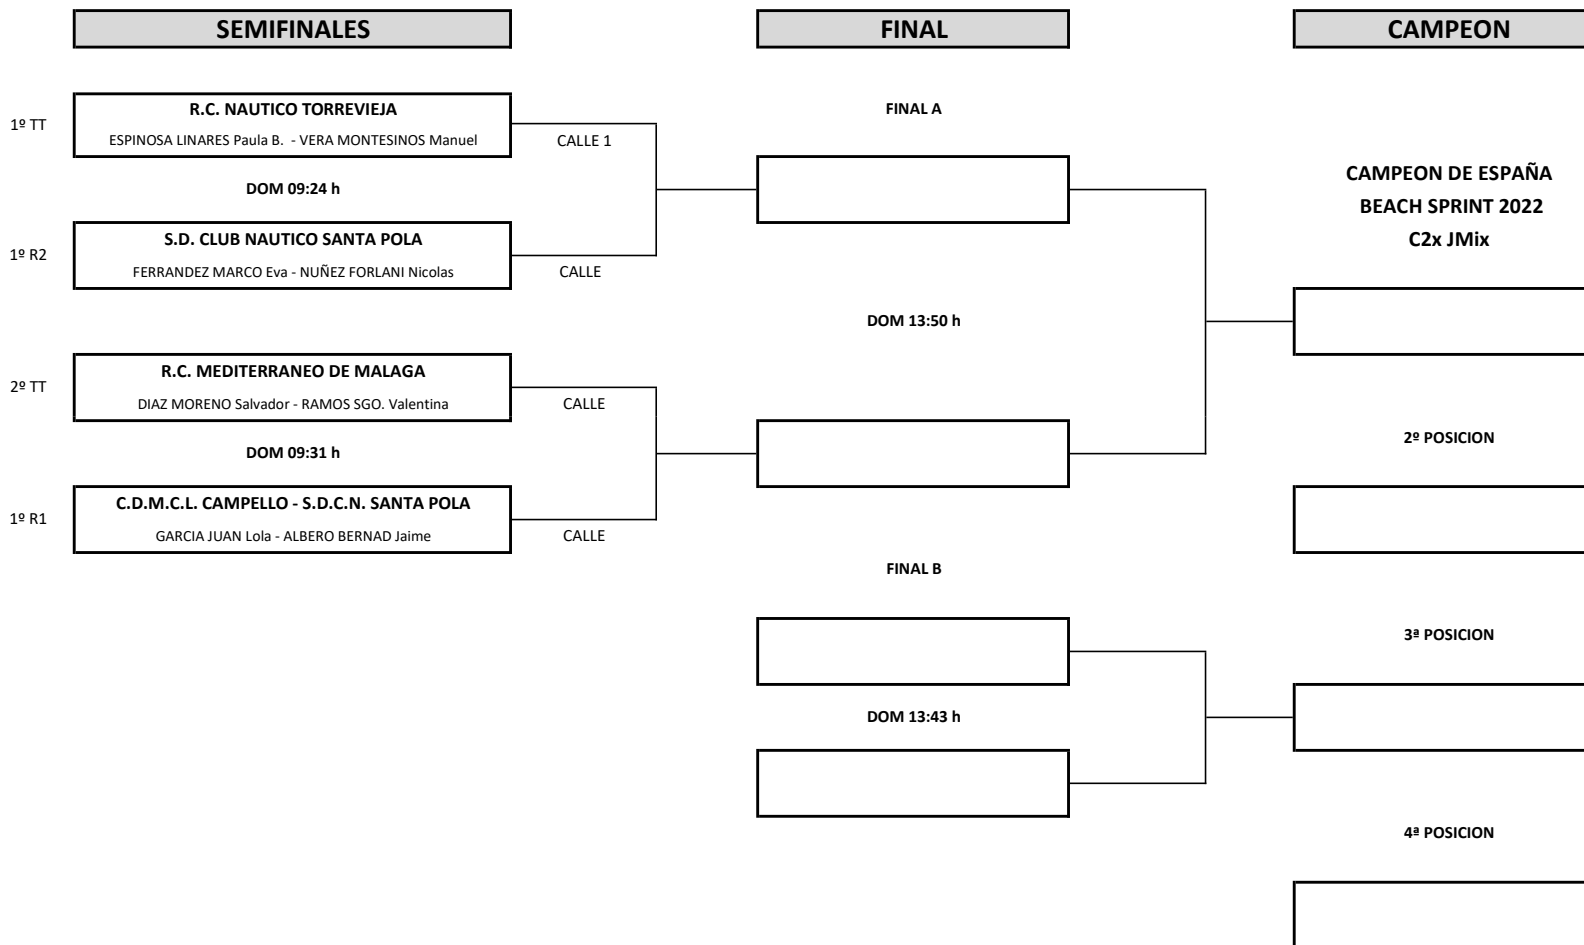 SEMIFINALES
FINAL
CAMPEON
1º TT
R.C. NAUTICO TORREVIEJA
ESPINOSA LINARES Paula B.  - VERA MONTESINOS Manuel
CALLE 1
FINAL A
DOM 09:24 h
CAMPEON DE ESPAÑA
BEACH SPRINT 2022
C2x JMix
1º R2
S.D. CLUB NAUTICO SANTA POLA
FERRANDEZ MARCO Eva - NUÑEZ FORLANI Nicolas
CALLE
DOM 13:50 h
2º TT
R.C. MEDITERRANEO DE MALAGA
DIAZ MORENO Salvador - RAMOS SGO. Valentina
CALLE
DOM 09:31 h
2º POSICION
1º R1
C.D.M.C.L. CAMPELLO - S.D.C.N. SANTA POLA
GARCIA JUAN Lola - ALBERO BERNAD Jaime
CALLE
FINAL B
3ª POSICION
DOM 13:43 h
4ª POSICION